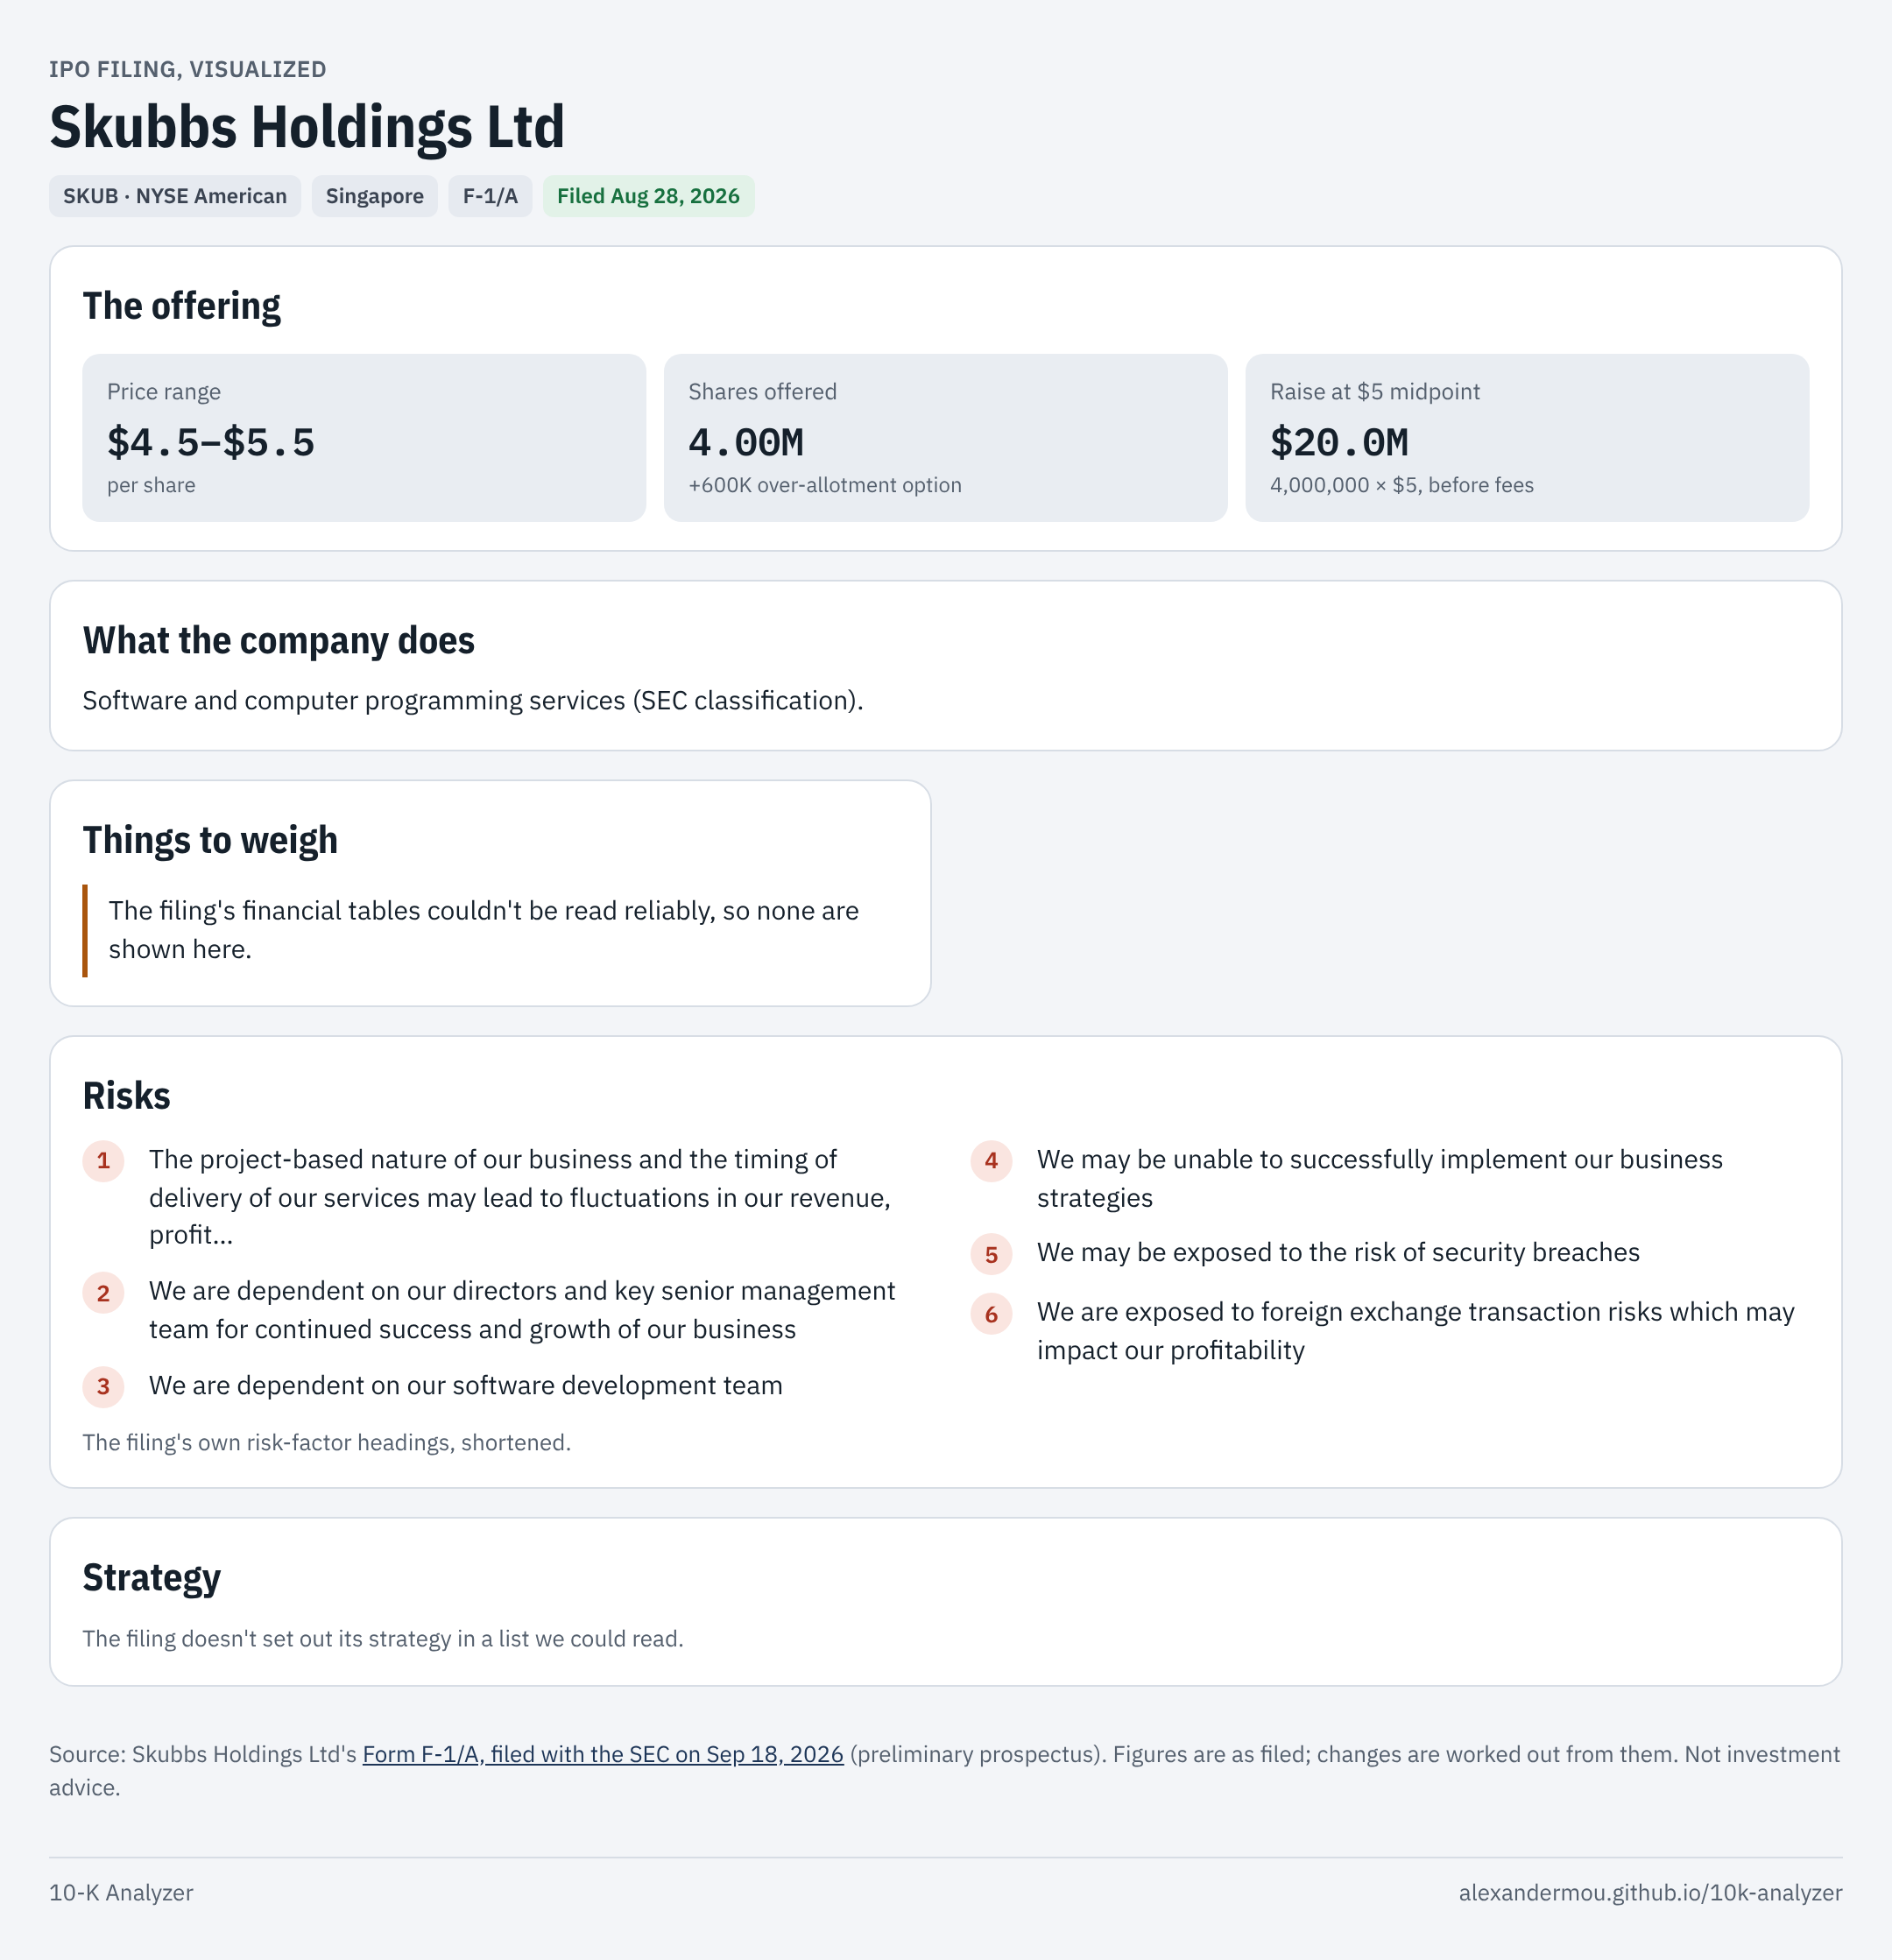 IPO FILING, VISUALIZED
Skubbs Holdings Ltd
SKUB · NYSE American
Singapore
F-1/A
Filed Aug 28, 2026
The offering
Price range
$4.5–$5.5
per share
Shares offered
4.00M
+600K over-allotment option
Raise at $5 midpoint
$20.0M
4,000,000 × $5, before fees
What the company does
Software and computer programming services (SEC classification).
Things to weigh
The filing's financial tables couldn't be read reliably, so none are
shown here.
Risks
1
The project-based nature of our business and the timing of
delivery of our services may lead to fluctuations in our revenue,
profit…
2
We are dependent on our directors and key senior management
team for continued success and growth of our business
3
We are dependent on our software development team
4
We may be unable to successfully implement our business
strategies
5
We may be exposed to the risk of security breaches
6
We are exposed to foreign exchange transaction risks which may
impact our profitability
The filing's own risk-factor headings, shortened.
Strategy
The filing doesn't set out its strategy in a list we could read.
Source: Skubbs Holdings Ltd's Form F-1/A, filed with the SEC on Sep 18, 2026 (preliminary prospectus). Figures are as filed; changes are worked out from them. Not investment
advice.
10-K Analyzer
alexandermou.github.io/10k-analyzer